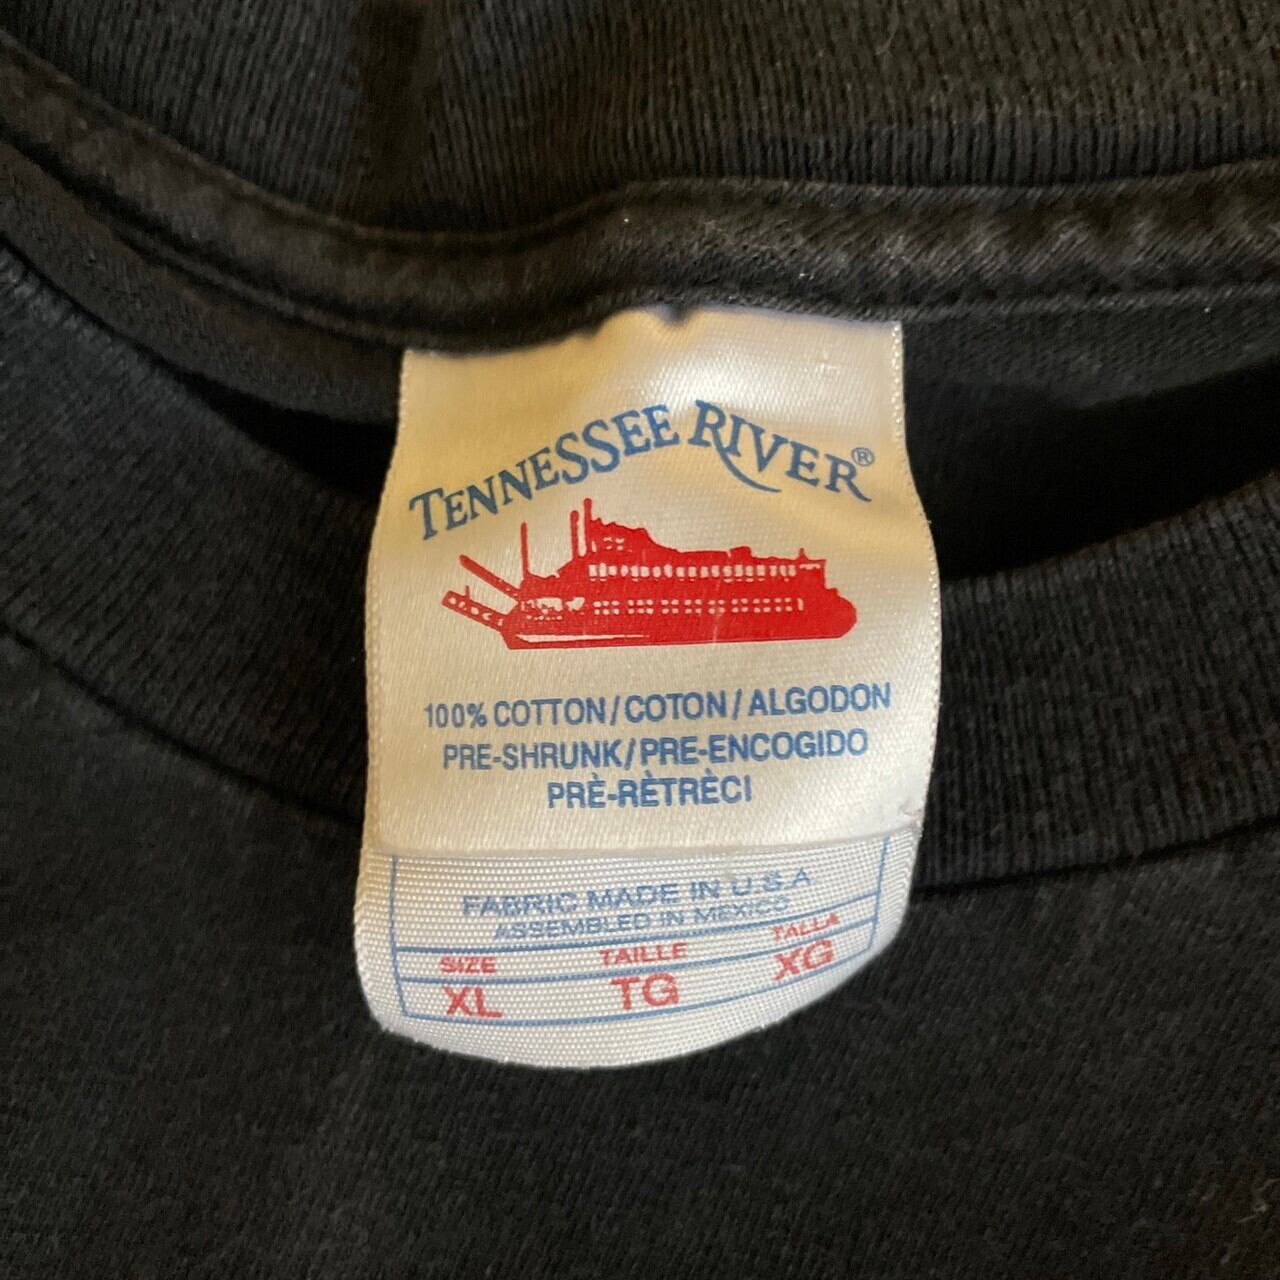 TENNESSEE RIVER®
100% COTTON/COTON/ALGODON
PRE-SHRUNK/PRE-ENCOGIDO
PRÈ-RÈTRÈCI
FABRIC MADE IN U.S.A
ASSEMBLED IN MEXICO
SIZE TAILLE TALLA
XL TG XG